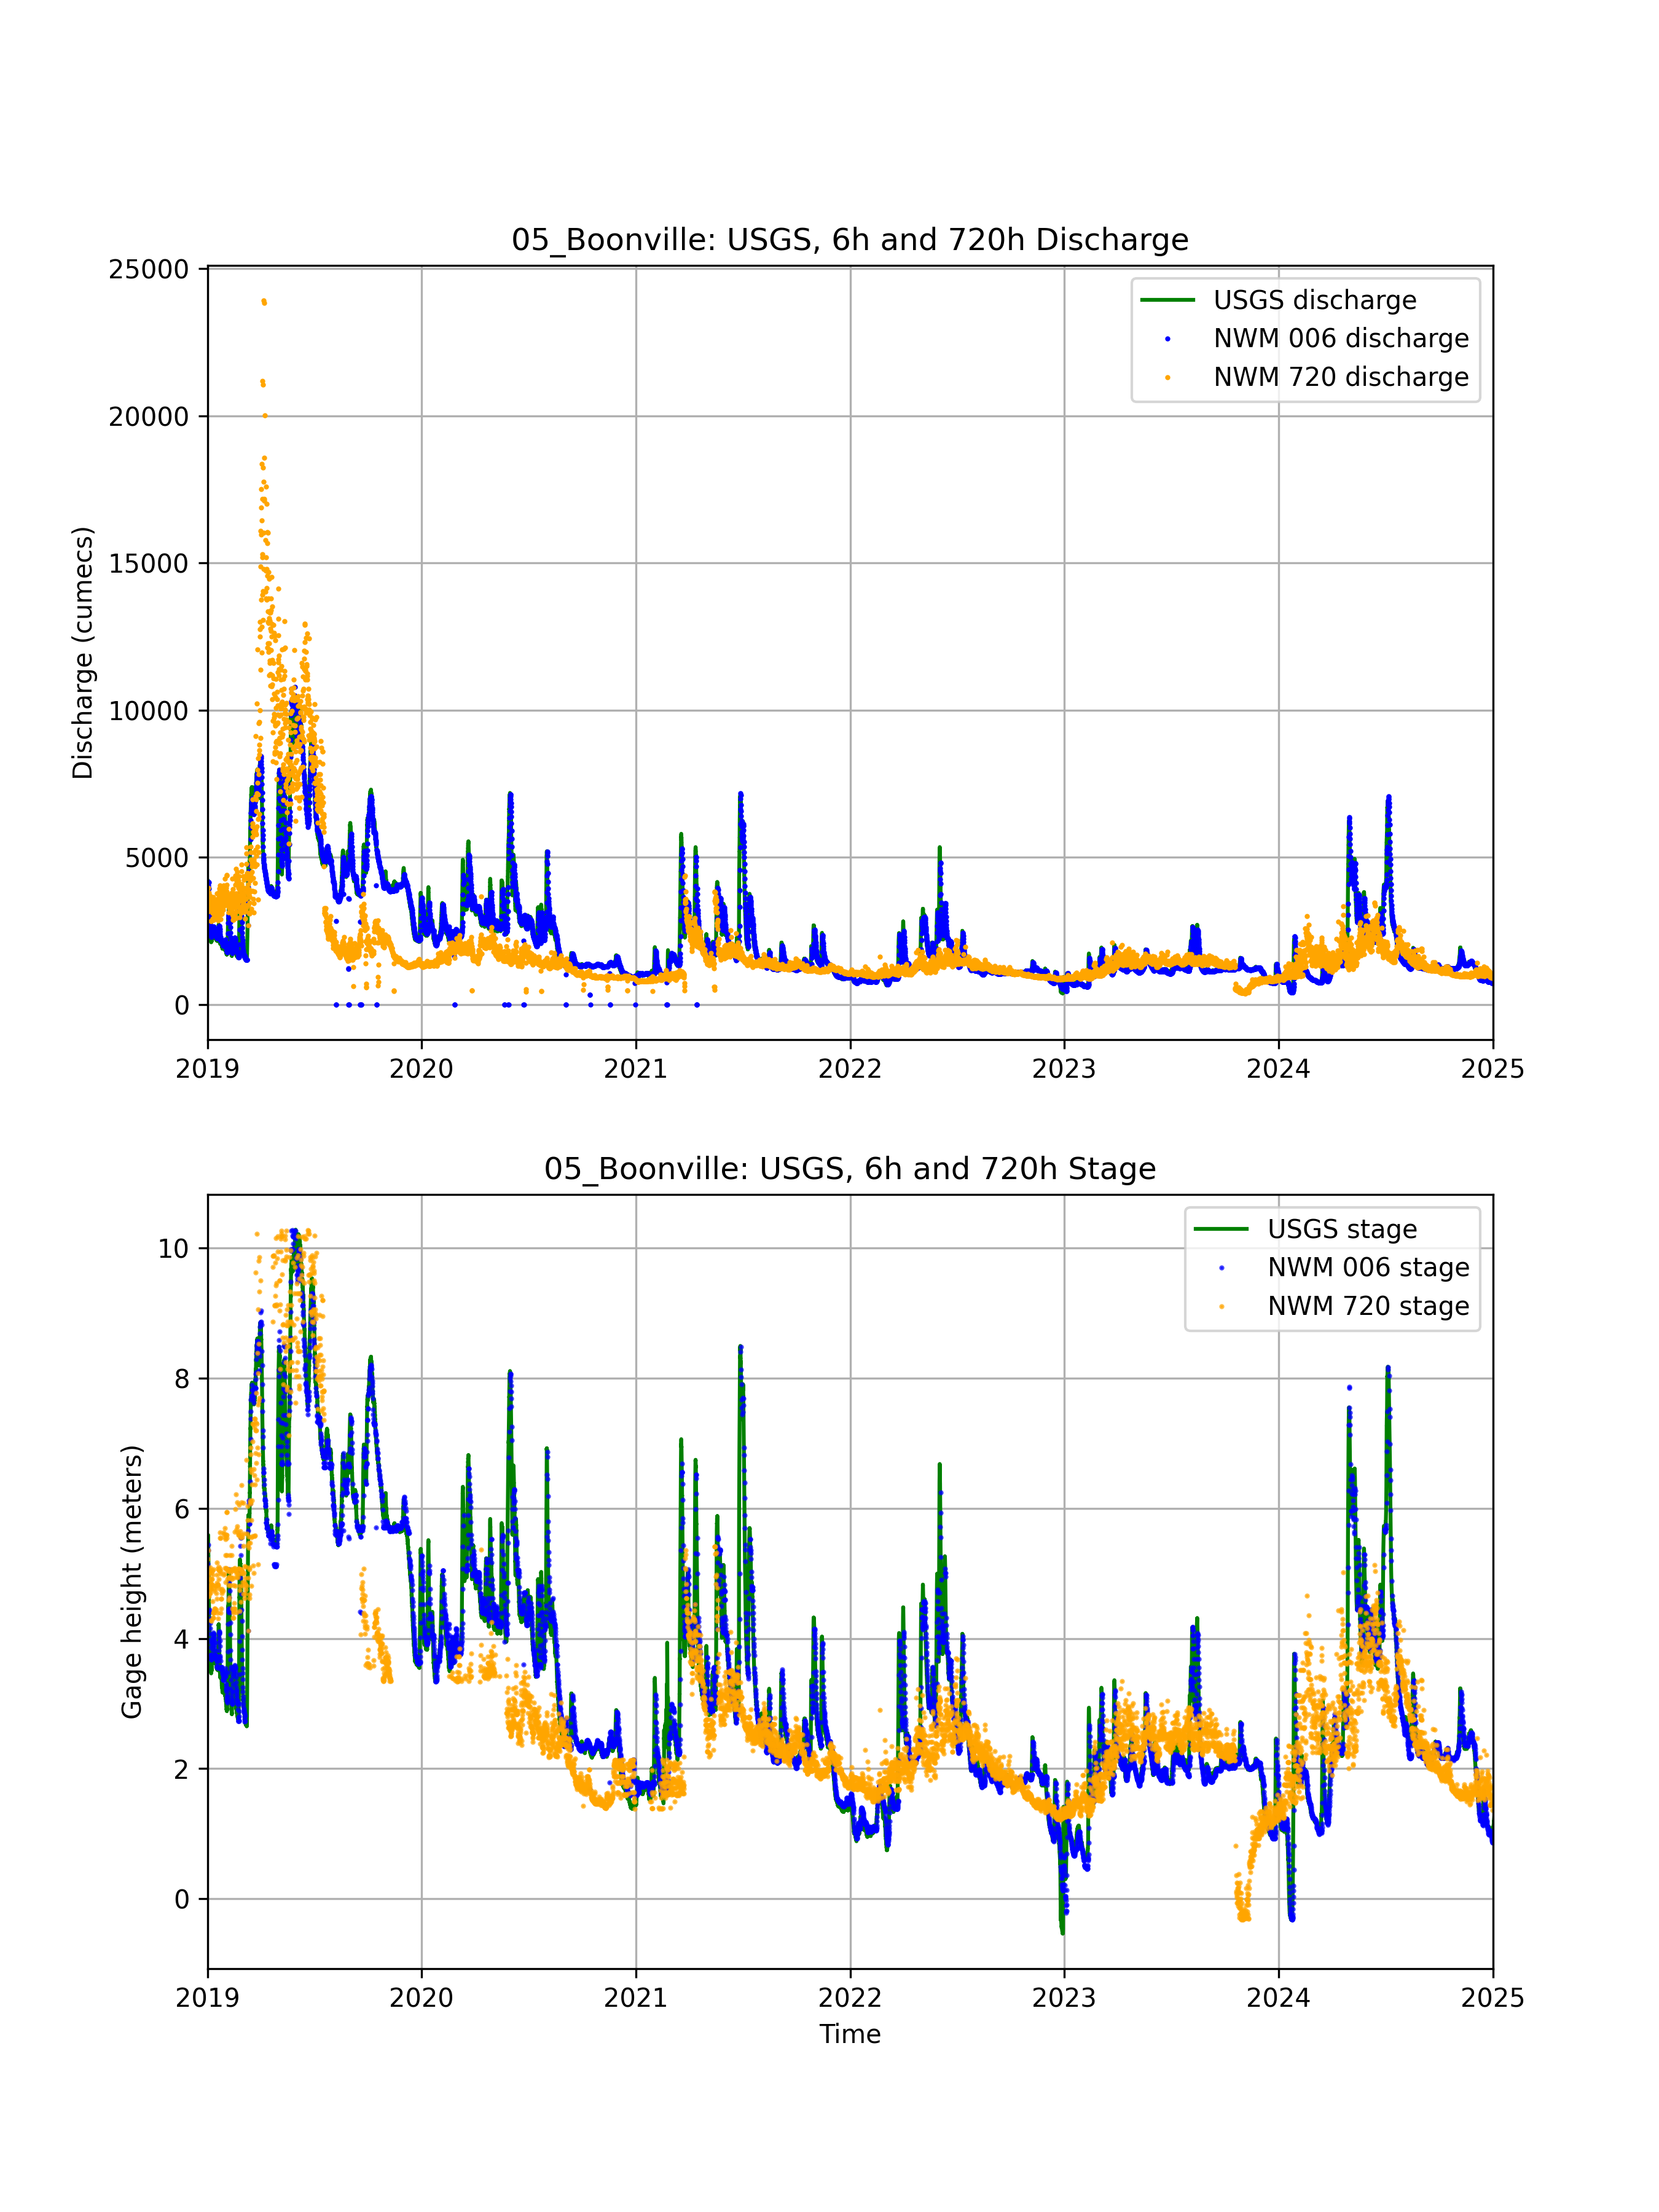 05_Boonville: USGS, 6h and 720h Discharge
25000
20000
15000
10000
5000
0
Discharge (cumecs)
USGS discharge
NWM 006 discharge
NWM 720 discharge
2019 2020 2021 2022 2023 2024 2025
05_Boonville: USGS, 6h and 720h Stage
10
8
6
4
2
0
Gage height (meters)
USGS stage
NWM 006 stage
NWM 720 stage
2019 2020 2021 2022 2023 2024 2025
Time